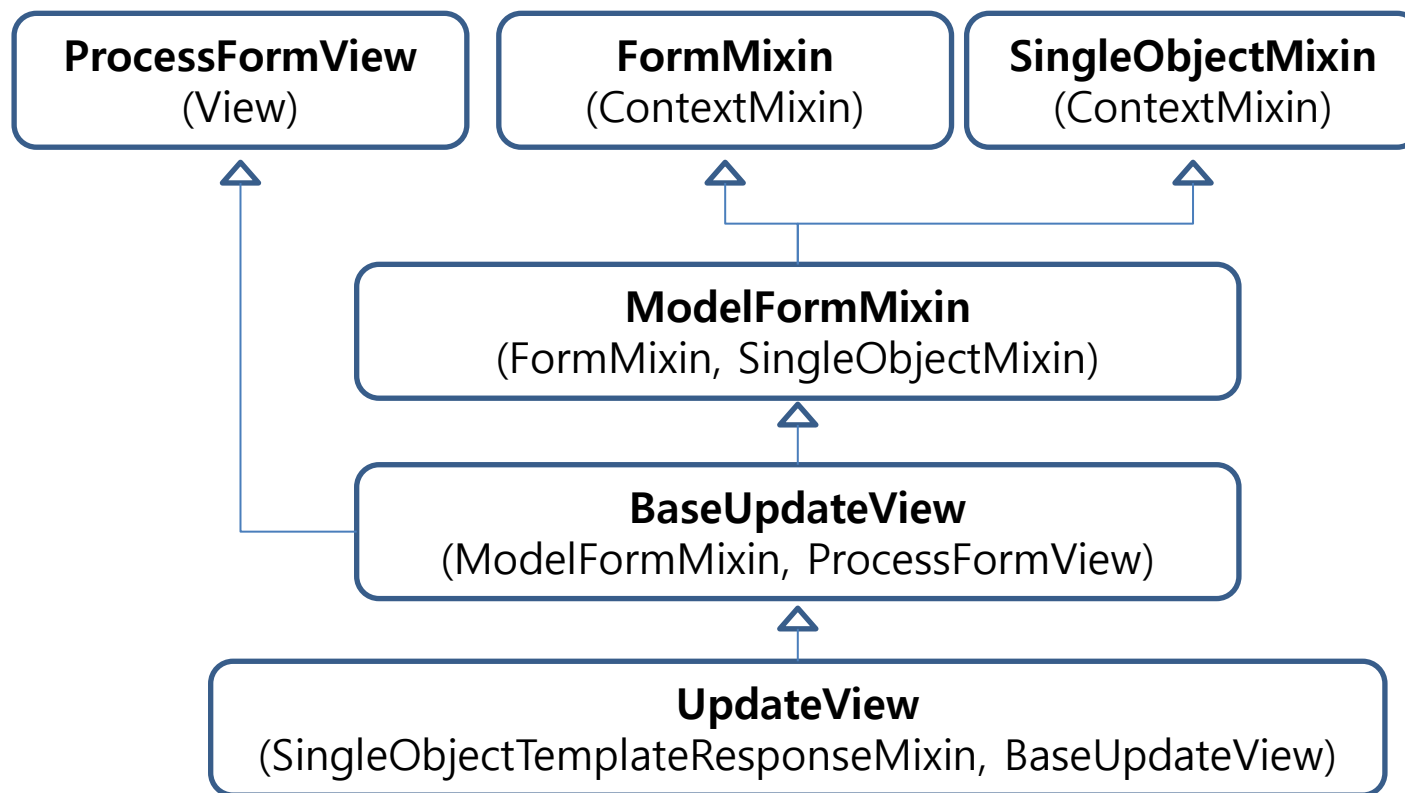 ProcessFormView
(View)
FormMixin
(ContextMixin)
SingleObjectMixin
(ContextMixin)
ModelFormMixin
(FormMixin, SingleObjectMixin)
BaseUpdateView
(ModelFormMixin, ProcessFormView)
UpdateView
(SingleObjectTemplateResponseMixin, BaseUpdateView)